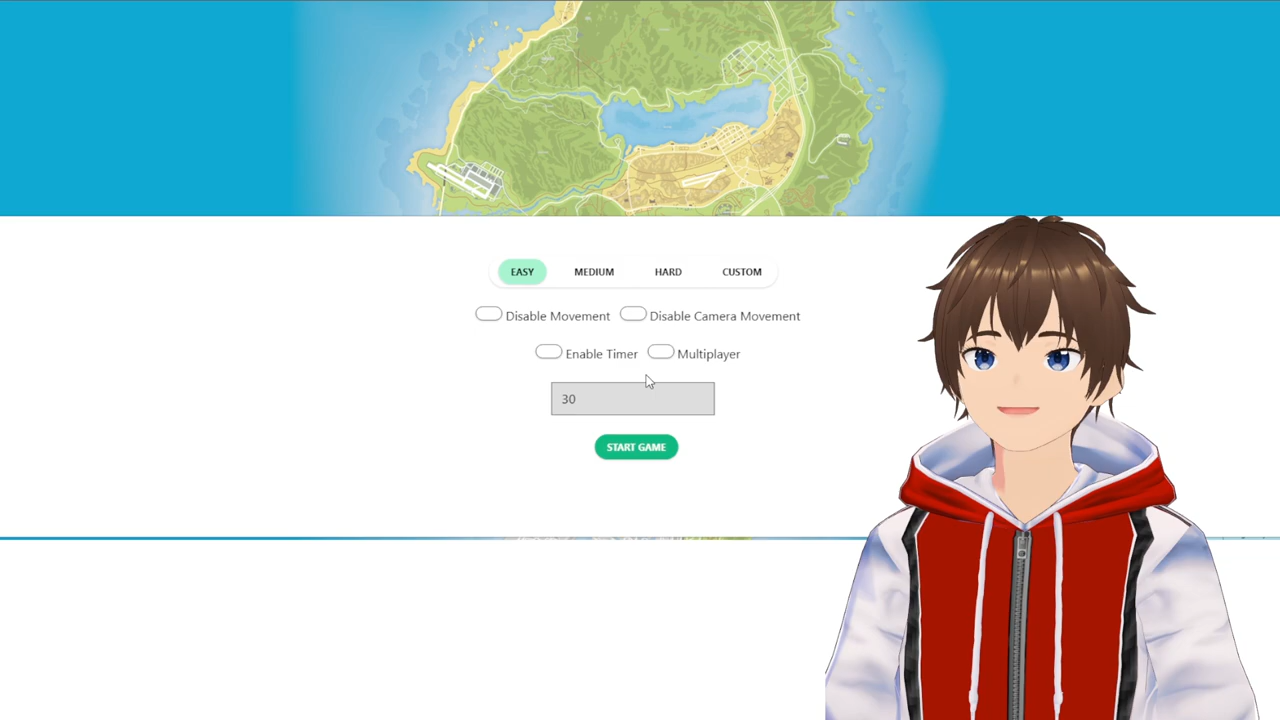 EASY MEDIUM HARD CUSTOM
Disable Movement Disable Camera Movement
Enable Timer Multiplayer
30
START GAME